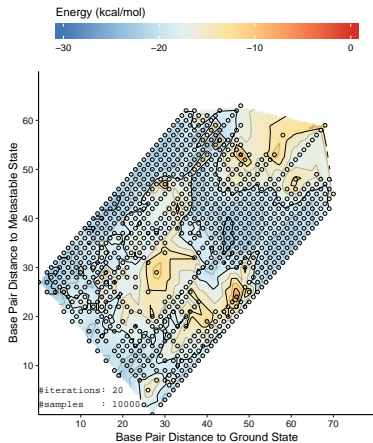 Energy (kcal/mol)
−30 −20 −10 0
Base Pair Distance to Metastable State
60
50
40
30
20
10
#iterations: 20
#samples : 10000
10 20 30 40 50 60 70
Base Pair Distance to Ground State